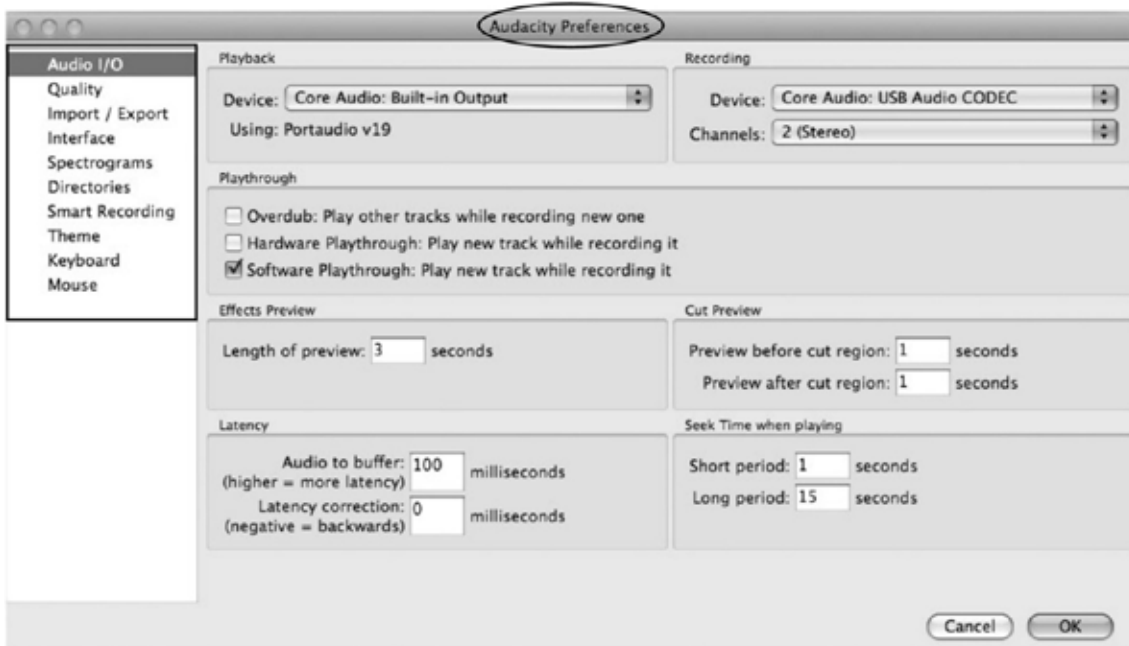 Audacity Preferences
Audio I/O
Quality
Import / Export
Interface
Spectrograms
Directories
Smart Recording
Theme
Keyboard
Mouse
Playback
Device: Core Audio: Built-in Output
Using: Portaudio v19
Recording
Device: Core Audio: USB Audio CODEC
Channels: 2 (Stereo)
Playthrough
Overdub: Play other tracks while recording new one
Hardware Playthrough: Play new track while recording it
Software Playthrough: Play new track while recording it
Effects Preview
Length of preview: 3 seconds
Cut Preview
Preview before cut region: 1 seconds
Preview after cut region: 1 seconds
Latency
Audio to buffer: 100 milliseconds
(higher = more latency)
Latency correction: 0 milliseconds
(negative = backwards)
Seek Time when playing
Short period: 1 seconds
Long period: 15 seconds
Cancel
OK